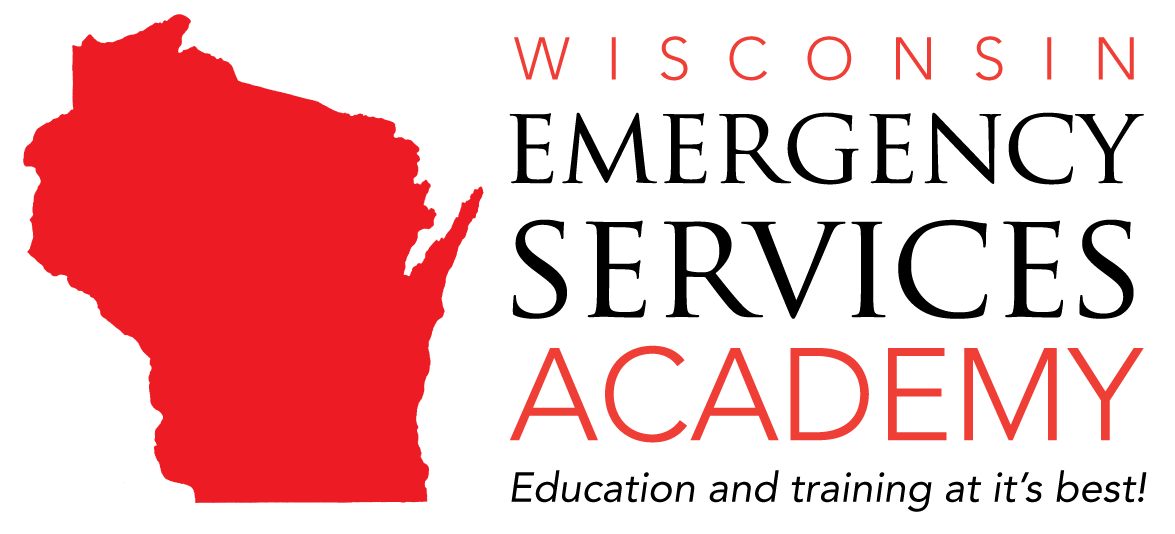 WISCONSIN
EMERGENCY
SERVICES
ACADEMY
Education and training at it’s best!